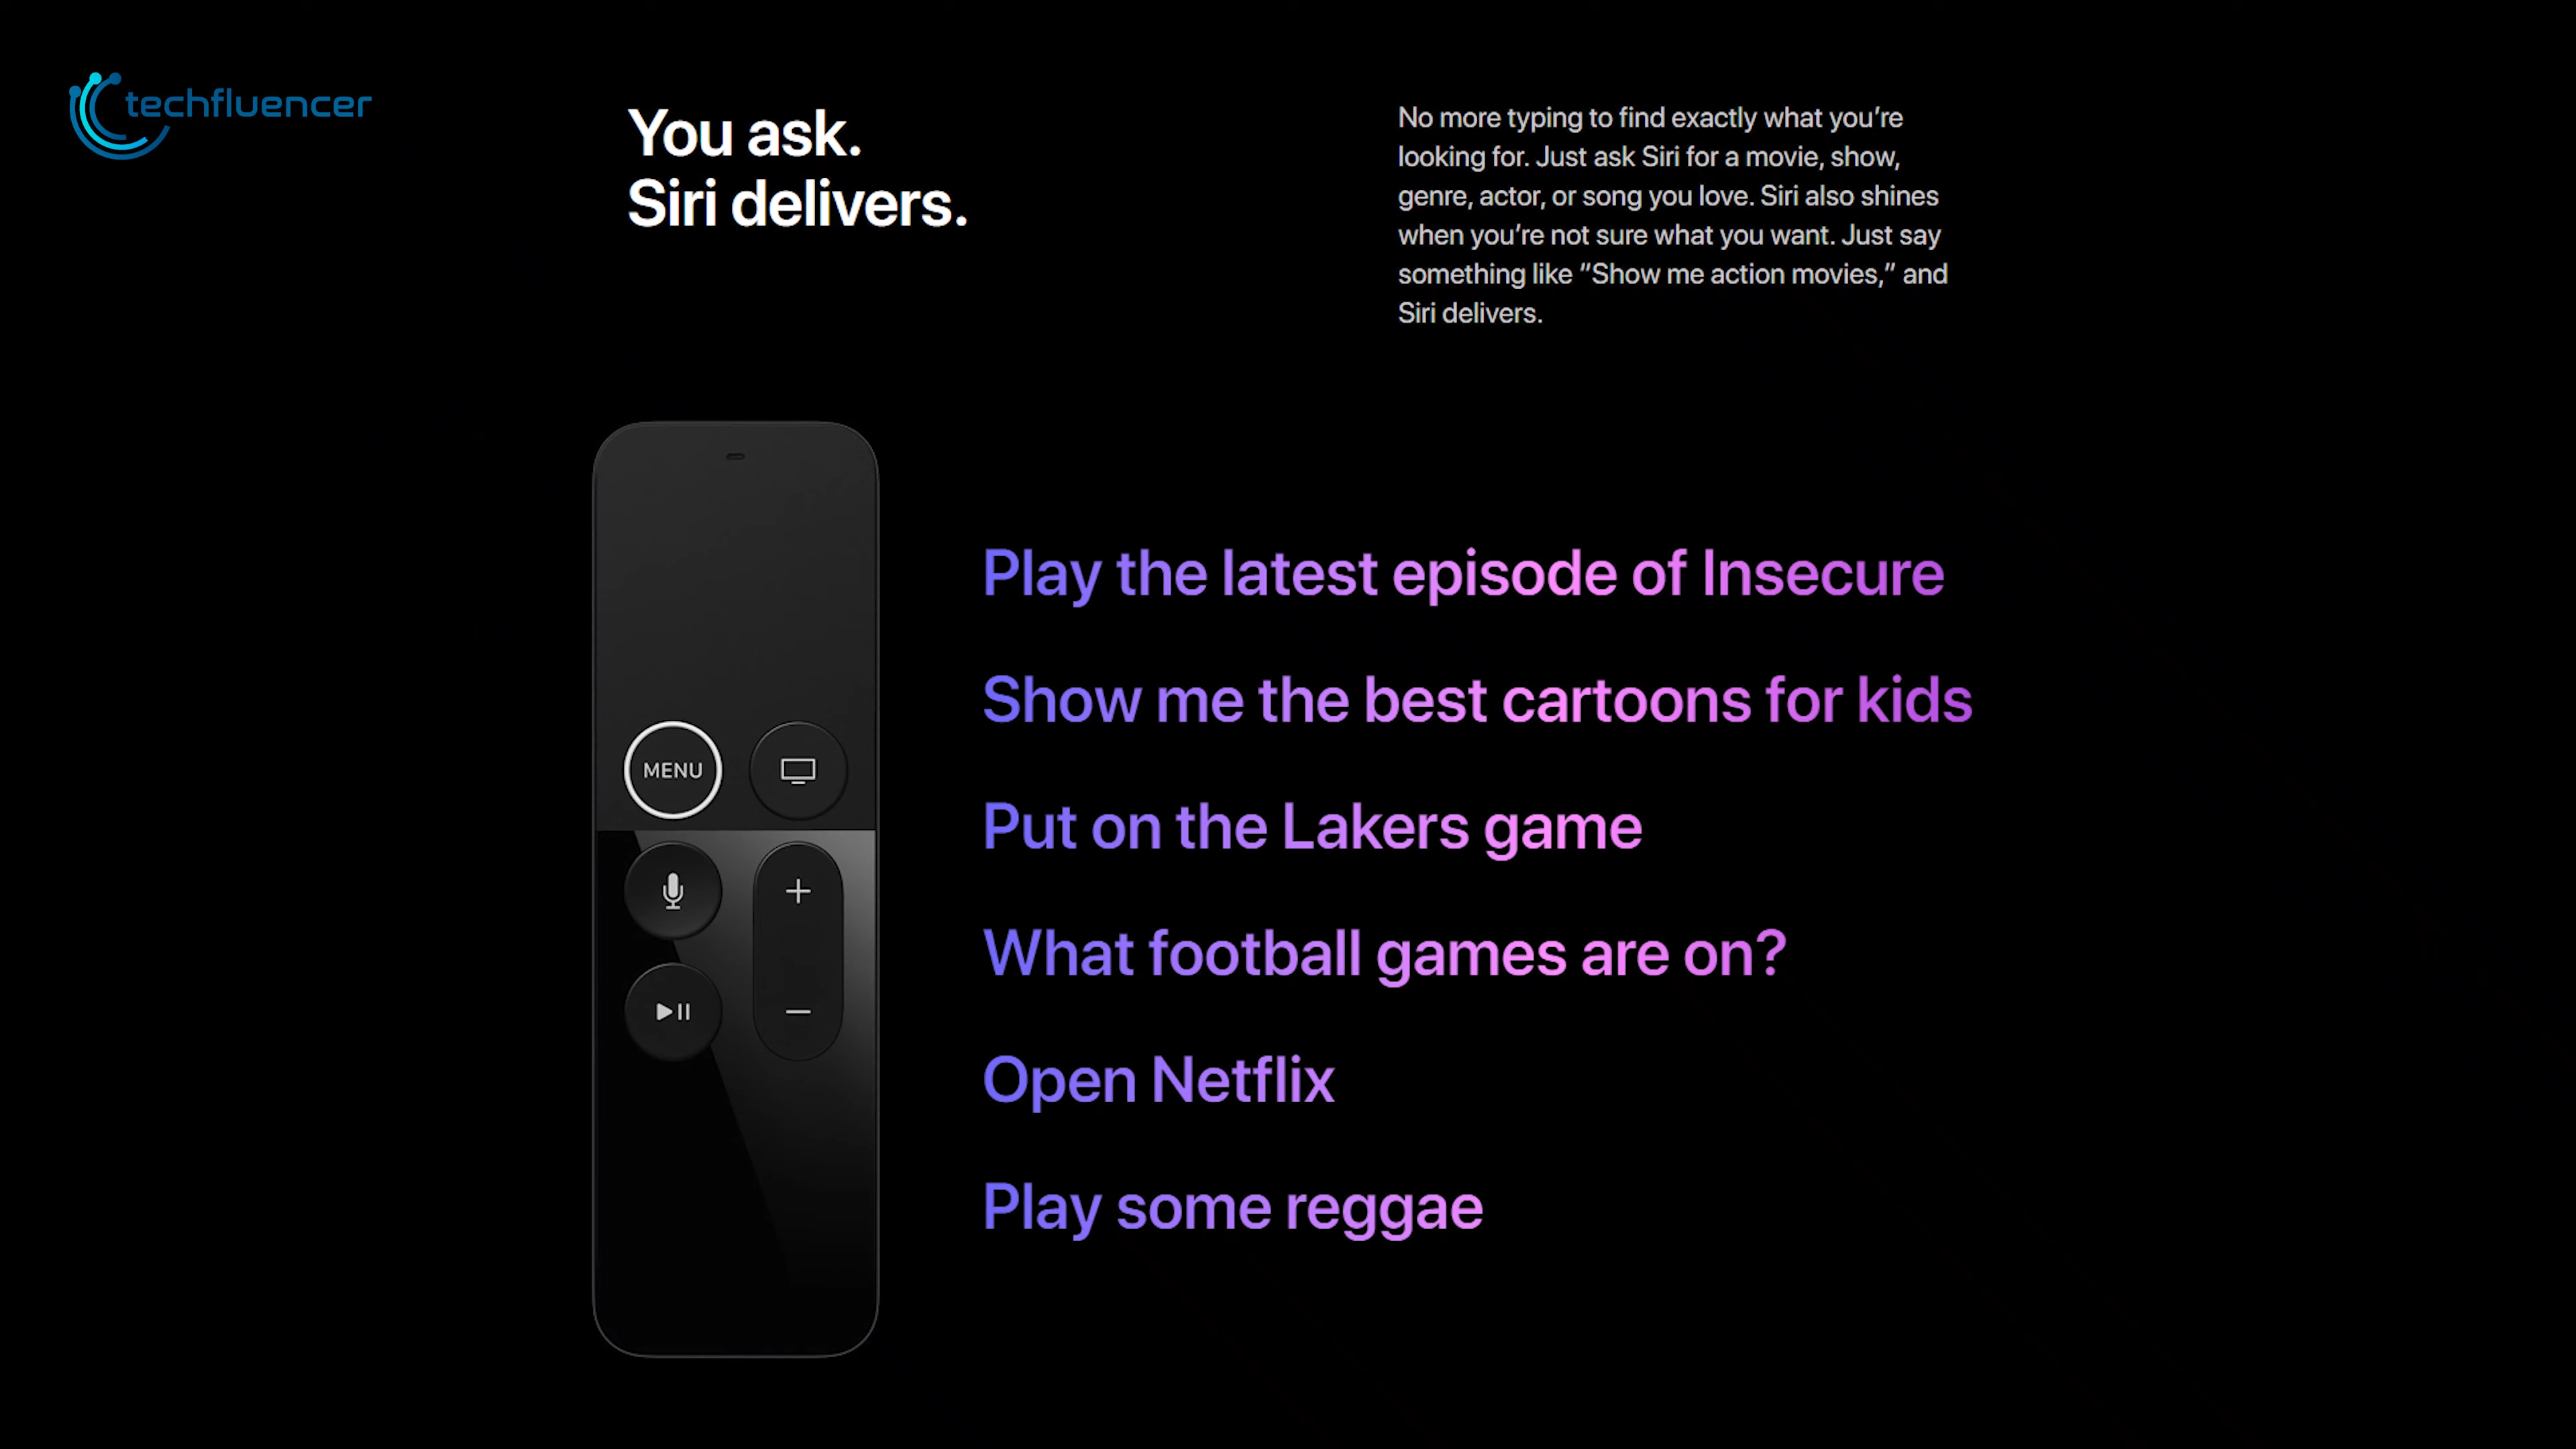 techfluencer
You ask.
Siri delivers.
No more typing to find exactly what you’re
looking for. Just ask Siri for a movie, show,
genre, actor, or song you love. Siri also shines
when you’re not sure what you want. Just say
something like “Show me action movies,” and
Siri delivers.
MENU
Play the latest episode of Insecure
Show me the best cartoons for kids
Put on the Lakers game
What football games are on?
Open Netflix
Play some reggae